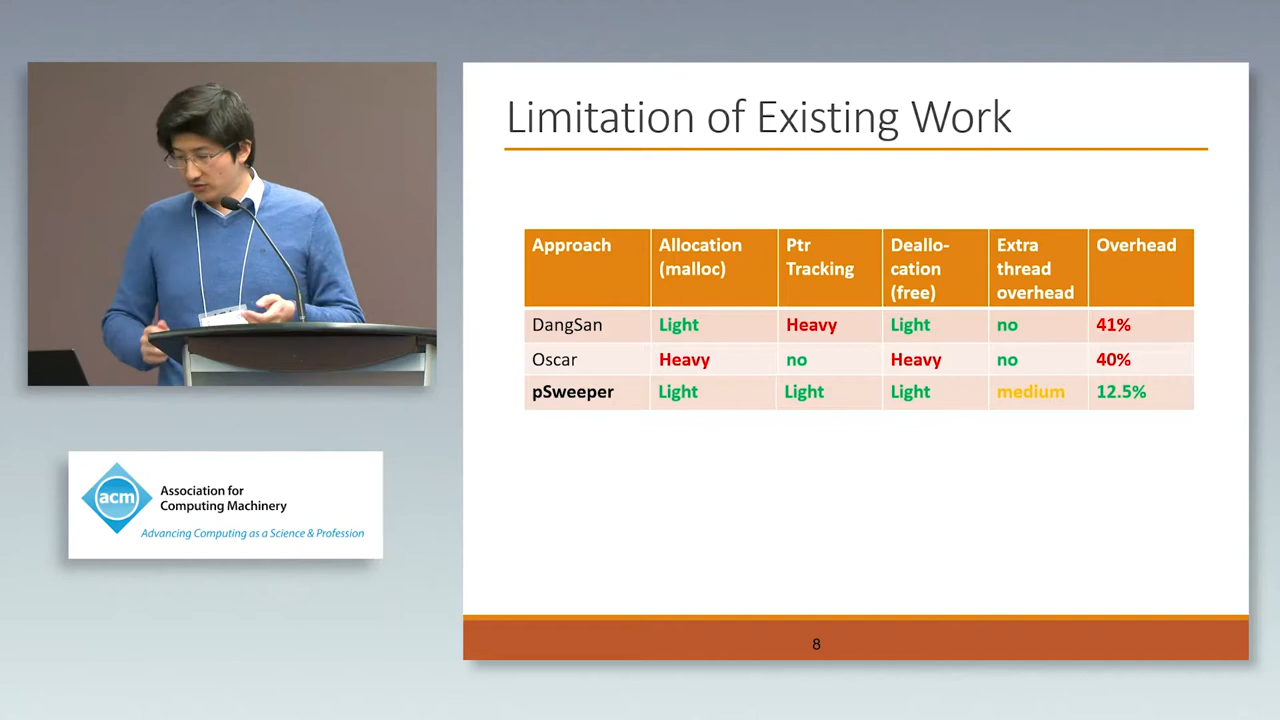 Limitation of Existing Work
Approach Allocation (malloc) Ptr Tracking Deallo-cation (free) Extra thread overhead Overhead
DangSan Light Heavy Light no 41%
Oscar Heavy no Heavy no 40%
pSweeper Light Light Light medium 12.5%
acm
Association for
Computing Machinery
Advancing Computing as a Science & Profession
8